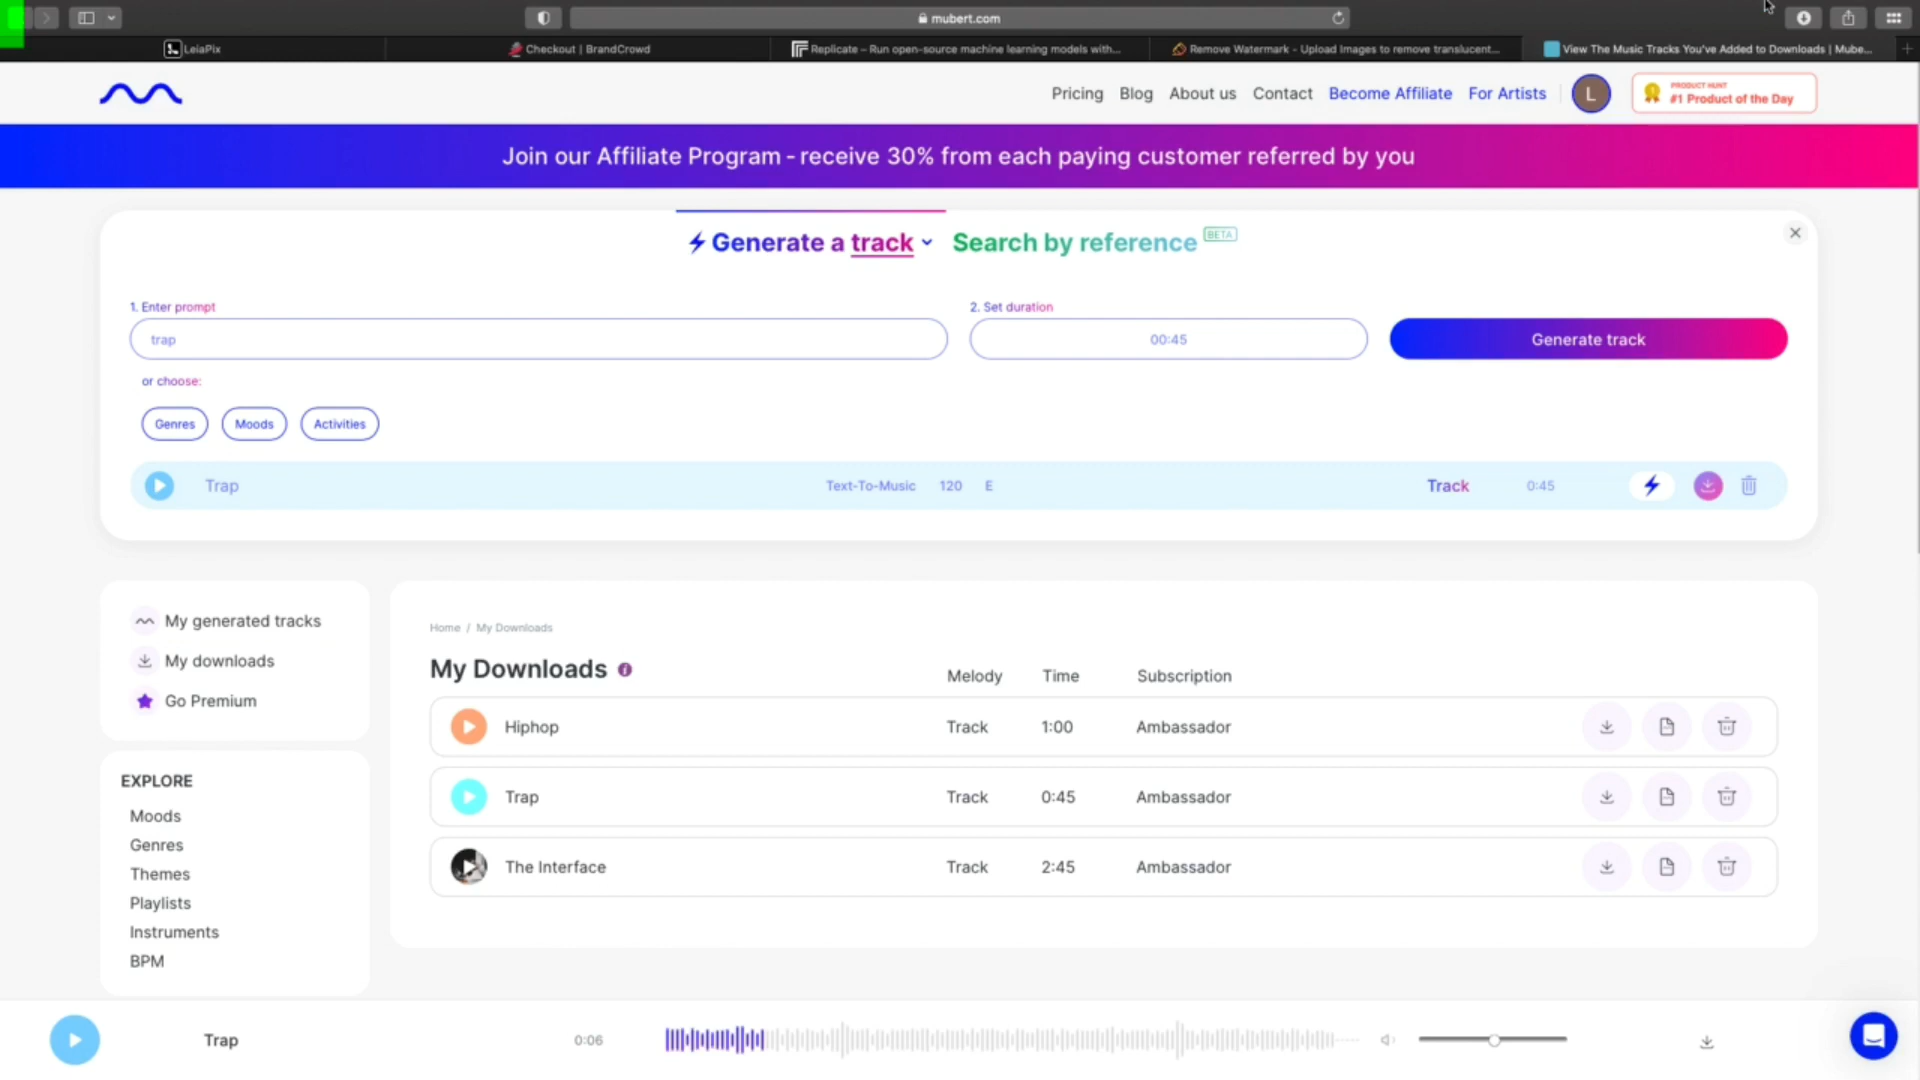 mubert.com
LeiaPix
Checkout | BrandCrowd
Replicate – Run open-source machine learning models with...
Remove Watermark - Upload Images to remove translucent...
View The Music Tracks You've Added to Downloads | Mube...
Pricing
Blog
About us
Contact
Become Affiliate
For Artists
L
PRODUCT HUNT
#1 Product of the Day
Join our Affiliate Program - receive 30% from each paying customer referred by you
Generate a track
Search by reference
BETA
1. Enter prompt
2. Set duration
trap
00:45
Generate track
or choose:
Genres
Moods
Activities
Trap
Text-To-Music
120
E
Track
0:45
My generated tracks
My downloads
Go Premium
EXPLORE
Moods
Genres
Themes
Playlists
Instruments
BPM
Home / My Downloads
My Downloads
Melody
Time
Subscription
Hiphop
Track
1:00
Ambassador
Trap
Track
0:45
Ambassador
The Interface
Track
2:45
Ambassador
Trap
0:06